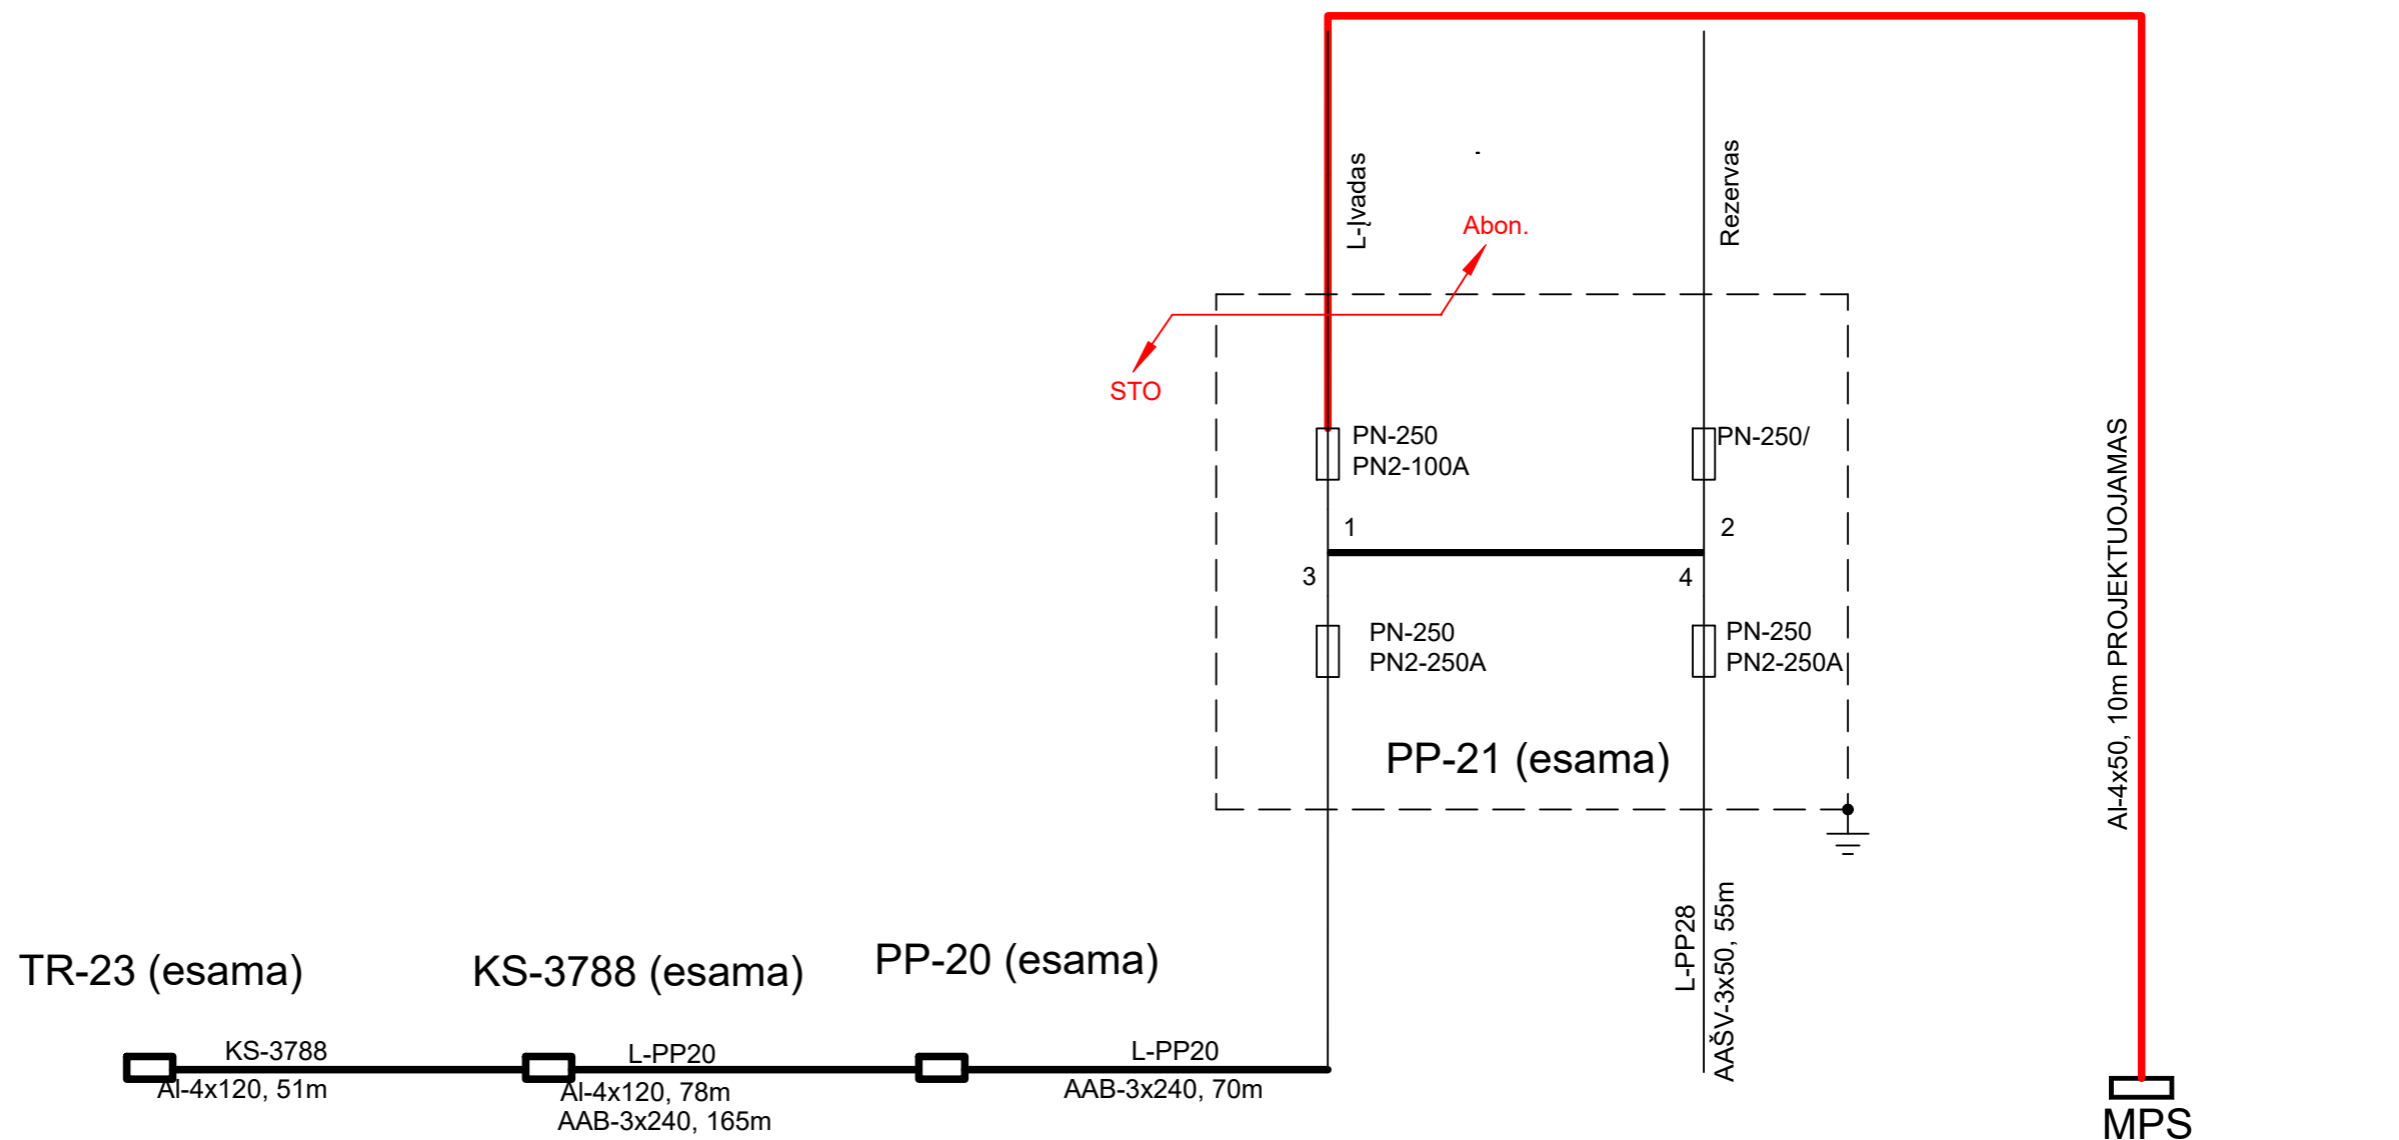 L-Įvadas
Rezervas
Abon.
STO
PN-250
PN2-100A
PN-250/
1
2
3
4
PN-250
PN2-250A
PN-250
PN2-250A
PP-21 (esama)
Al-4x50, 10m PROJEKTUOJAMAS
L-PP28
AAŠV-3x50, 55m
TR-23 (esama)
KS-3788 (esama)
PP-20 (esama)
KS-3788
Al-4x120, 51m
L-PP20
Al-4x120, 78m
AAB-3x240, 165m
L-PP20
AAB-3x240, 70m
MPS